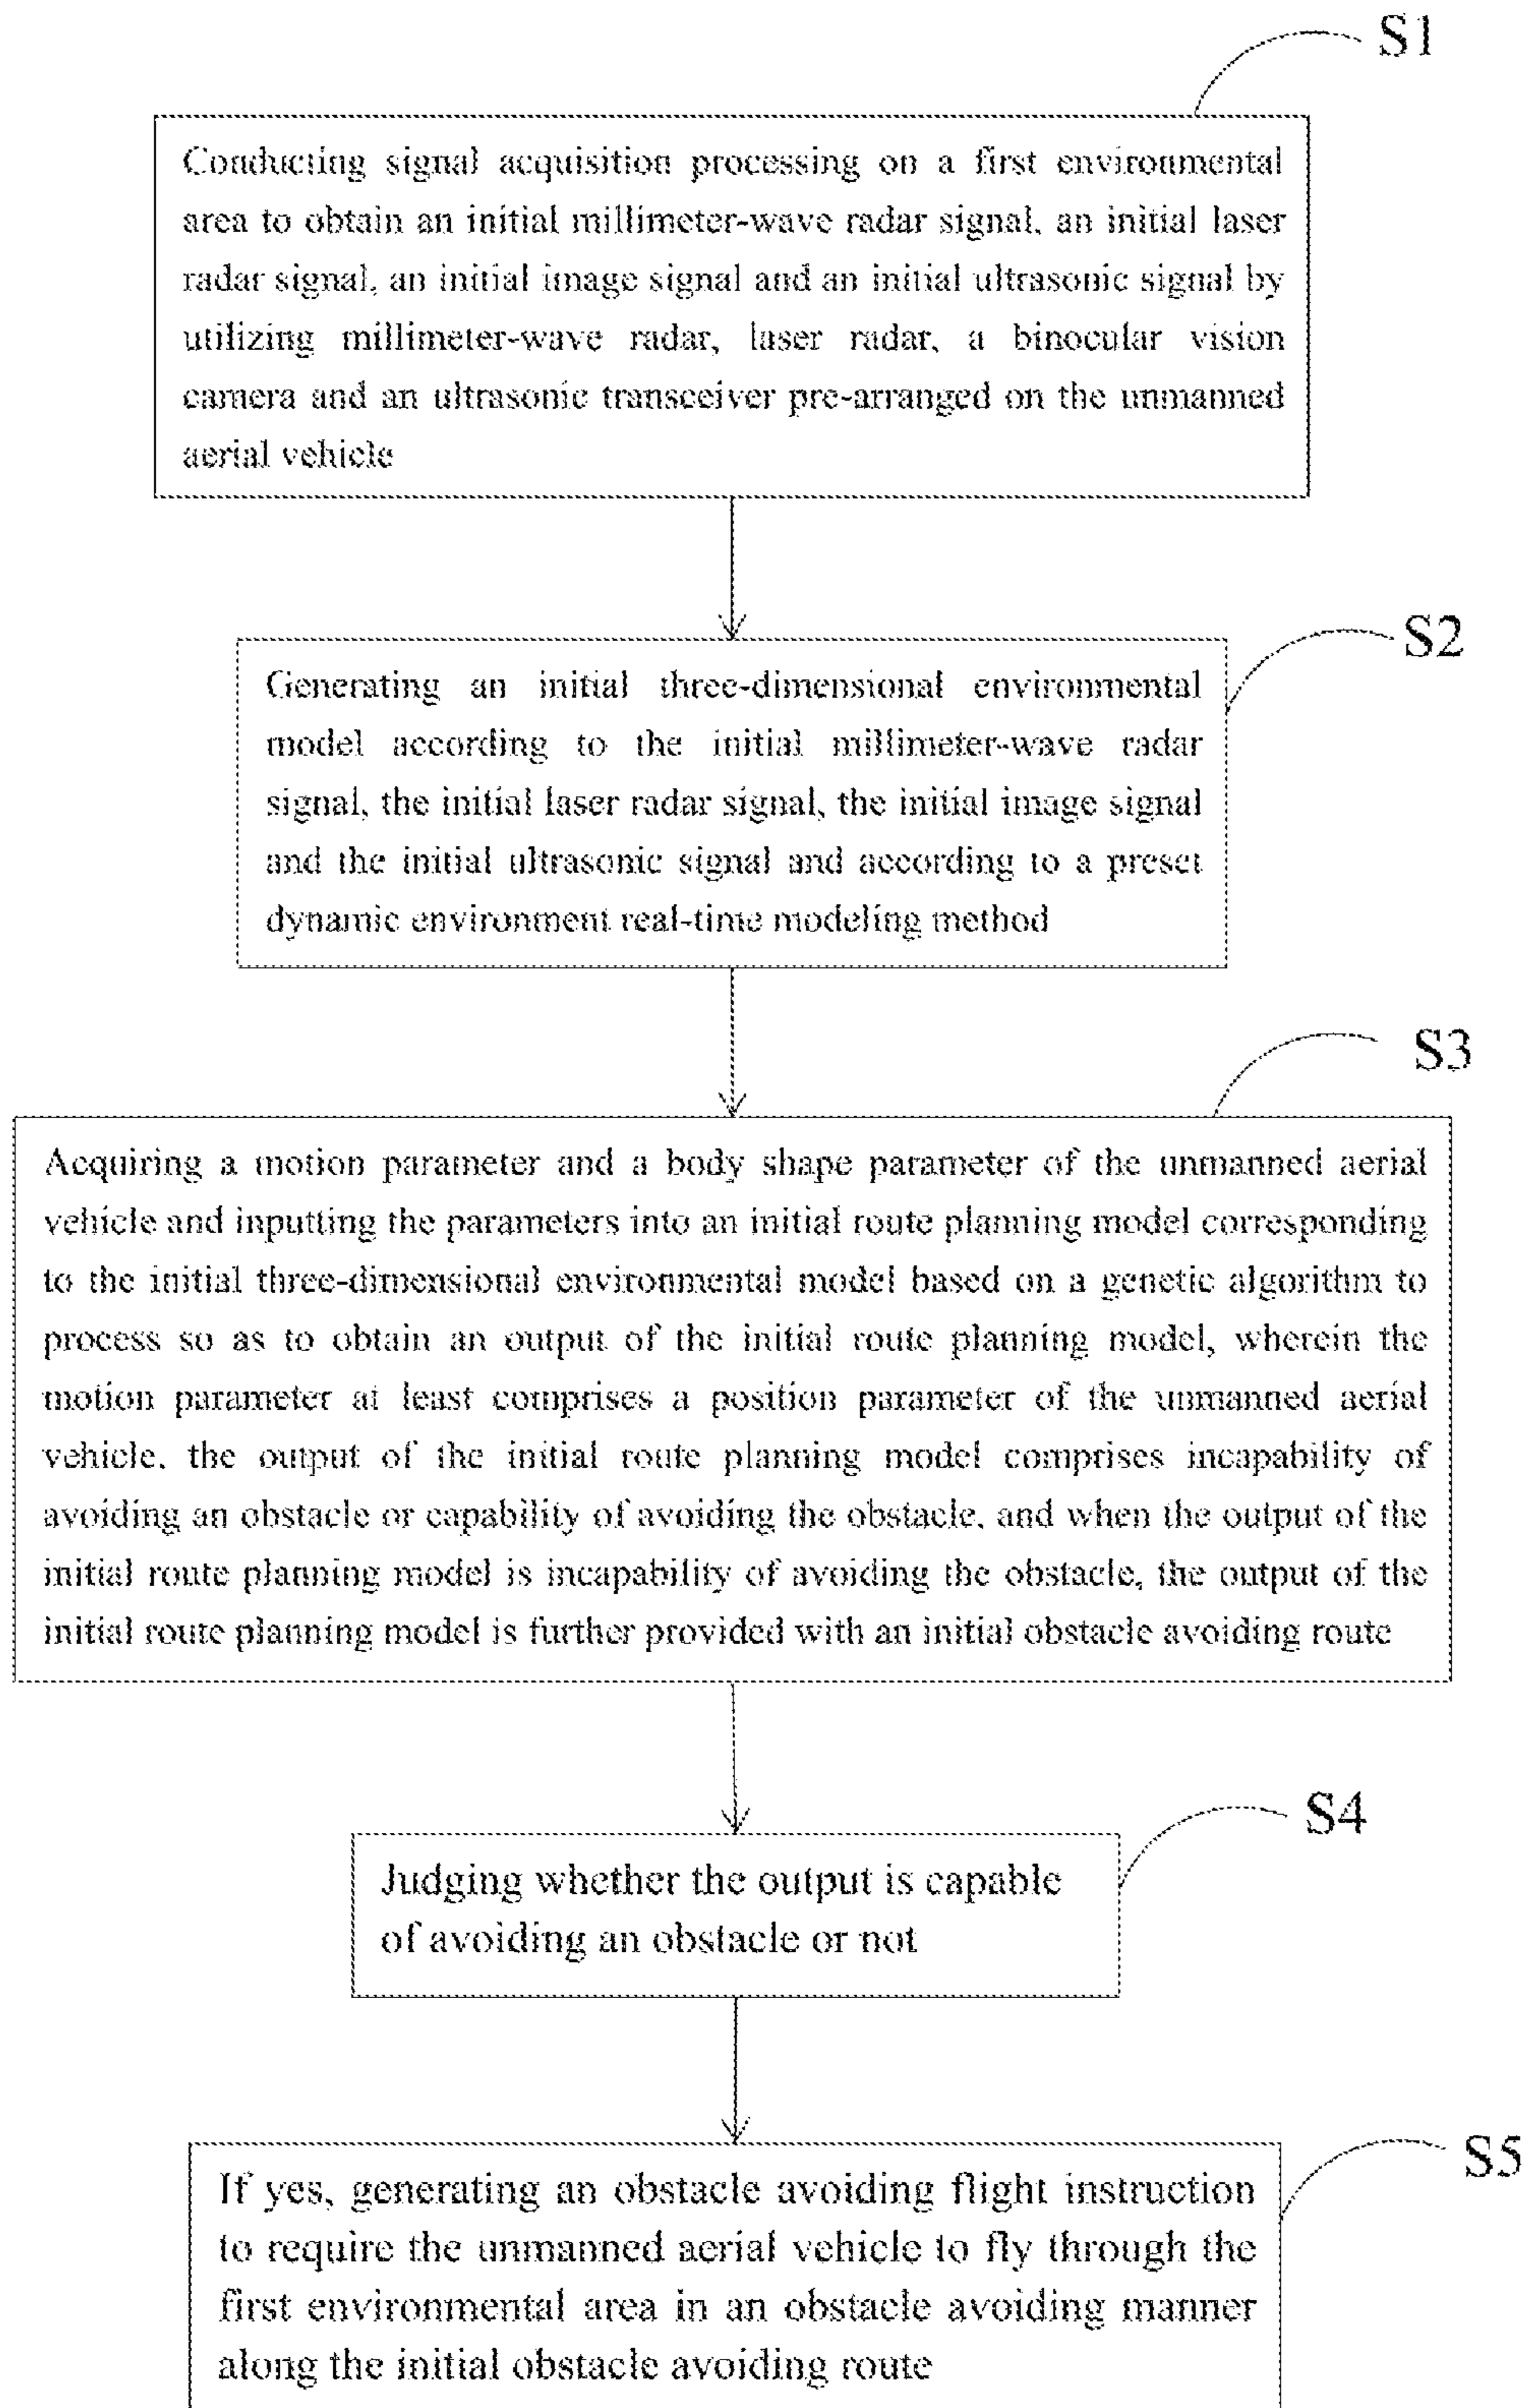 S1
Conducting signal acquisition processing on a first environmental
area to obtain an initial millimeter-wave radar signal, an initial laser
radar signal, an initial image signal and an initial ultrasonic signal by
utilizing millimeter-wave radar, laser radar, a binocular vision
camera and an ultrasonic transceiver pre-arranged on the unmanned
aerial vehicle
S2
Generating an initial three-dimensional environmental
model according to the initial millimeter-wave radar
signal, the initial laser radar signal, the initial image signal
and the initial ultrasonic signal and according to a preset
dynamic environment real-time modeling method
S3
Acquiring a motion parameter and a body shape parameter of the unmanned aerial
vehicle and inputting the parameters into an initial route planning model corresponding
to the initial three-dimensional environmental model based on a genetic algorithm to
process so as to obtain an output of the initial route planning model, wherein the
motion parameter at least comprises a position parameter of the unmanned aerial
vehicle, the output of the initial route planning model comprises incapability of
avoiding an obstacle or capability of avoiding the obstacle, and when the output of the
initial route planning model is incapability of avoiding the obstacle, the output of the
initial route planning model is further provided with an initial obstacle avoiding route
S4
Judging whether the output is capable
of avoiding an obstacle or not
S5
If yes, generating an obstacle avoiding flight instruction
to require the unmanned aerial vehicle to fly through the
first environmental area in an obstacle avoiding manner
along the initial obstacle avoiding route